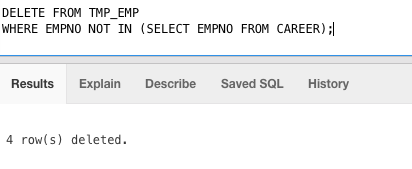 DELETE FROM TMP_EMP
WHERE EMPNO NOT IN (SELECT EMPNO FROM CAREER);
Results Explain Describe Saved SQL History
4 row(s) deleted.